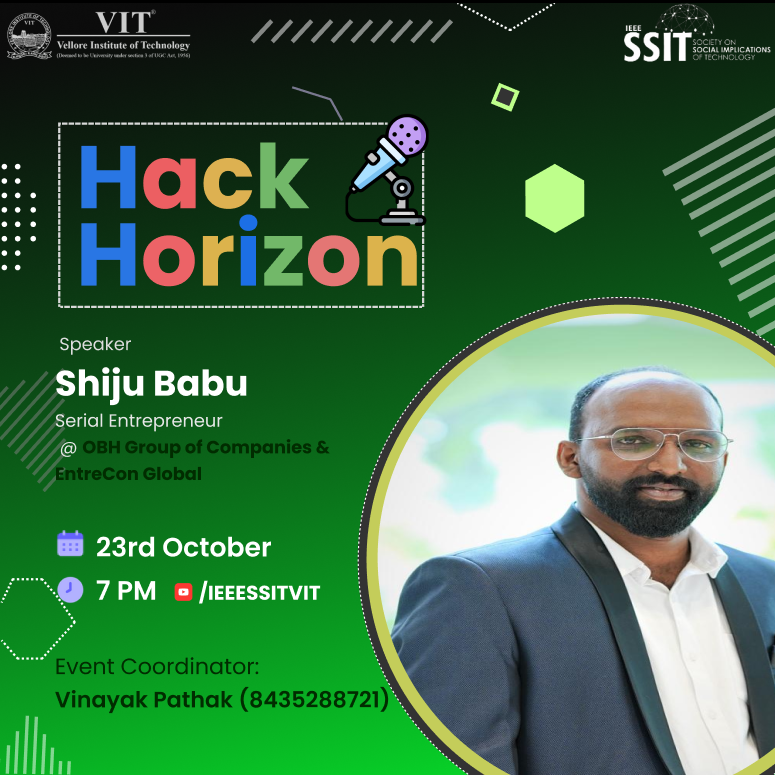 VIT®
Vellore Institute of Technology
(Deemed to be University under section 3 of UGC Act, 1956)
IEEE
SSIT
SOCIETY ON
SOCIAL IMPLICATIONS
OF TECHNOLOGY
Hack
Horizon
Speaker
Shiju Babu
Serial Entrepreneur
@ OBH Group of Companies &
EntreCon Global
23rd October
7 PM /IEEESSITVIT
Event Coordinator:
Vinayak Pathak (8435288721)